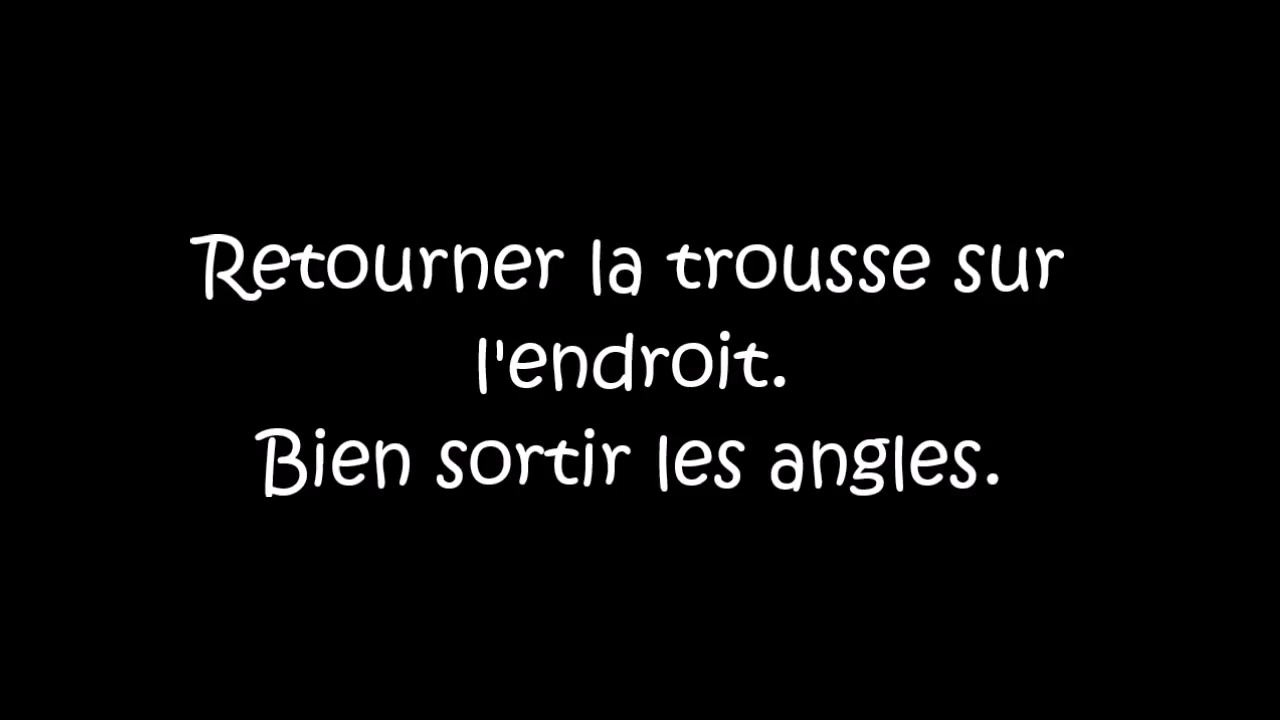 Retourner la trousse sur
l'endroit.
Bien sortir les angles.